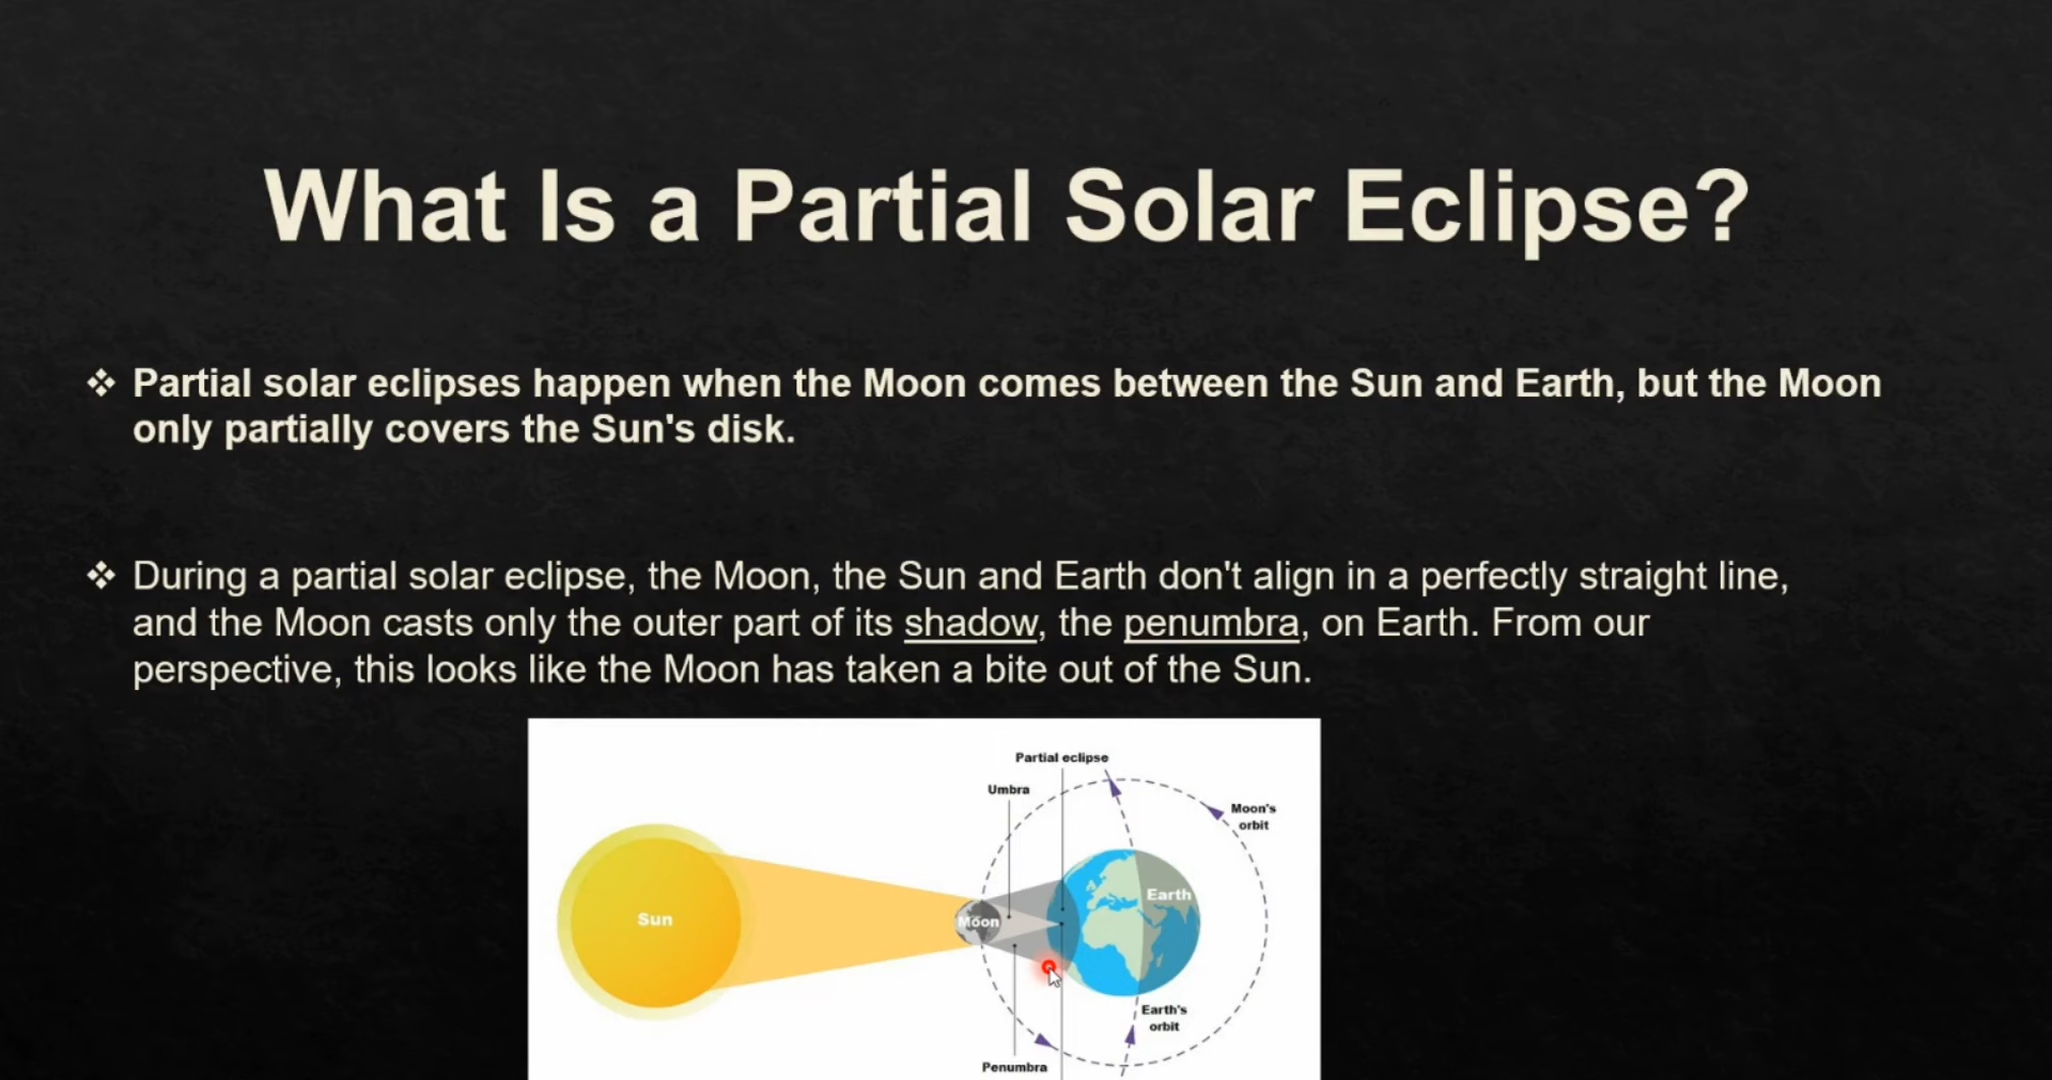 What Is a Partial Solar Eclipse?
❖ Partial solar eclipses happen when the Moon comes between the Sun and Earth, but the Moon
only partially covers the Sun's disk.
❖ During a partial solar eclipse, the Moon, the Sun and Earth don't align in a perfectly straight line,
and the Moon casts only the outer part of its shadow, the penumbra, on Earth. From our
perspective, this looks like the Moon has taken a bite out of the Sun.
Partial eclipse
Umbra
Moon's
orbit
Earth
Sun
Moon
Earth's
orbit
Penumbra